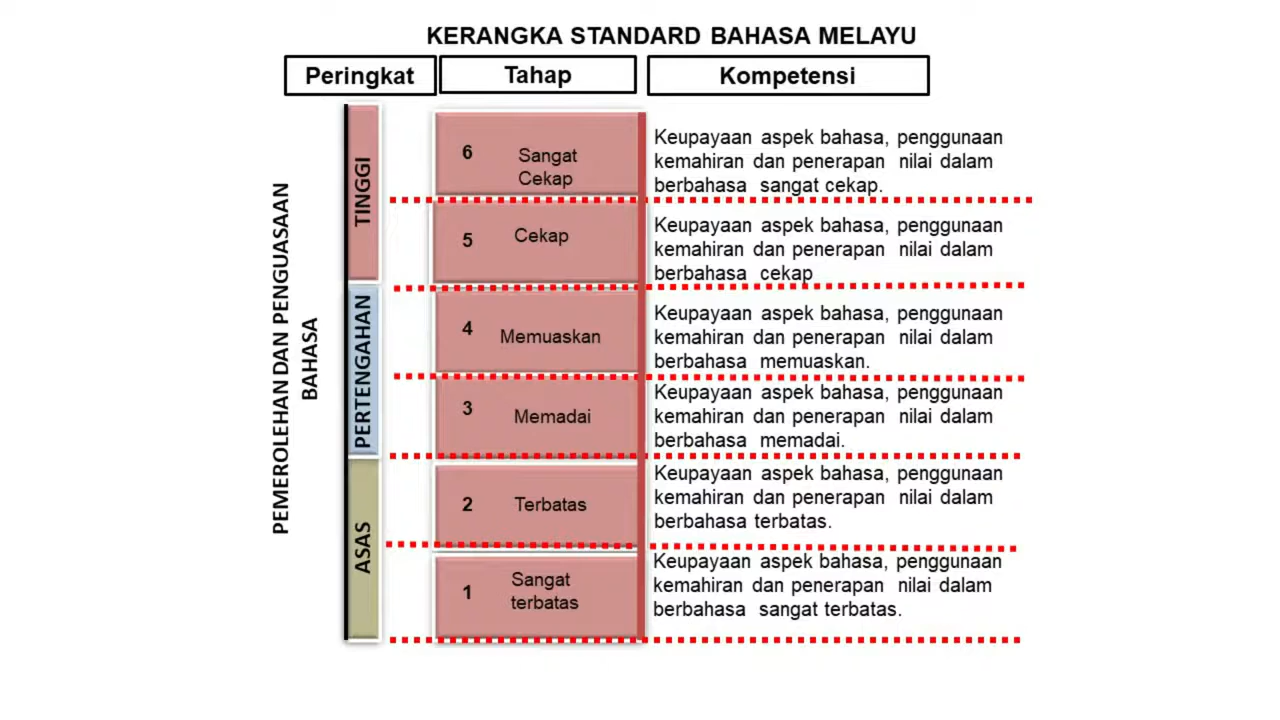 KERANGKA STANDARD BAHASA MELAYU
Peringkat
Tahap
Kompetensi
PEMEROLEHAN DAN PENGUASAAN
BAHASA
TINGGI
6
Sangat
Cekap
Keupayaan aspek bahasa, penggunaan
kemahiran dan penerapan nilai dalam
berbahasa sangat cekap.
5
Cekap
Keupayaan aspek bahasa, penggunaan
kemahiran dan penerapan nilai dalam
berbahasa cekap
PERTENGAHAN
4
Memuaskan
Keupayaan aspek bahasa, penggunaan
kemahiran dan penerapan nilai dalam
berbahasa memuaskan.
3
Memadai
Keupayaan aspek bahasa, penggunaan
kemahiran dan penerapan nilai dalam
berbahasa memadai.
ASAS
2
Terbatas
Keupayaan aspek bahasa, penggunaan
kemahiran dan penerapan nilai dalam
berbahasa terbatas.
1
Sangat
terbatas
Keupayaan aspek bahasa, penggunaan
kemahiran dan penerapan nilai dalam
berbahasa sangat terbatas.